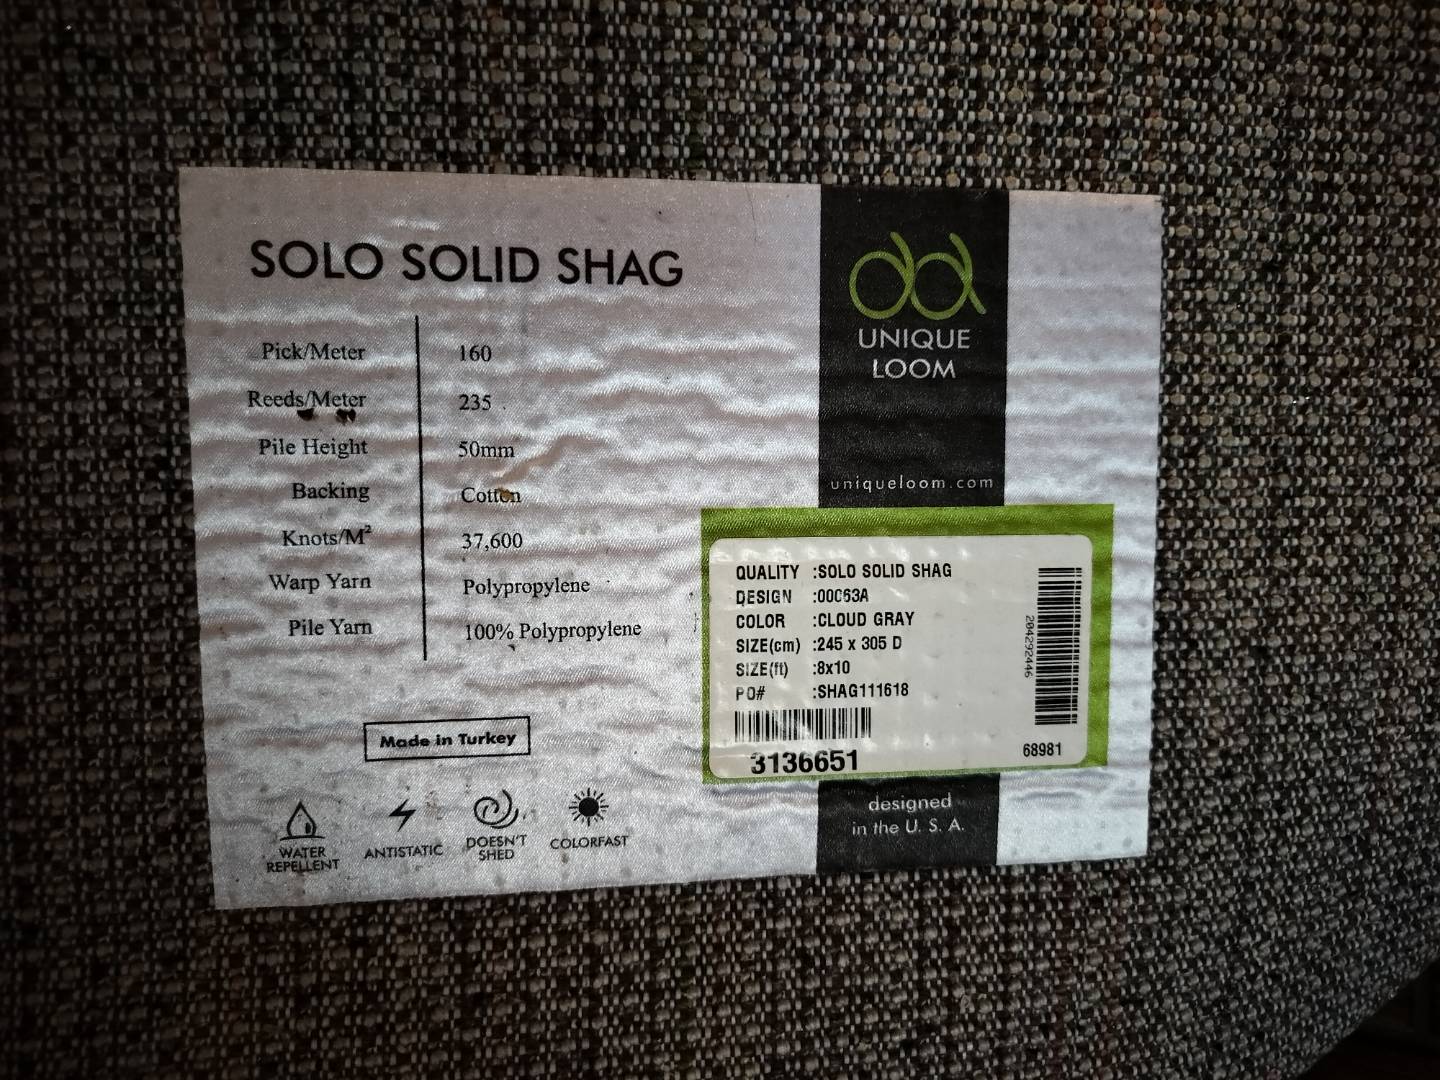 SOLO SOLID SHAG
Pick/Meter 160
Reeds/Meter 235
Pile Height 50mm
Backing Cotton
Knots/M² 37,600
Warp Yarn Polypropylene
Pile Yarn 100% Polypropylene
Made in Turkey
WATER
REPELLENT
ANTISTATIC
DOESN'T
SHED
COLORFAST
UNIQUE
LOOM
uniqueloom.com
QUALITY :SOLO SOLID SHAG
DESIGN :00063A
COLOR :CLOUD GRAY
SIZE(cm) :245 x 305 D
SIZE(ft) :8x10
PO# :SHAG111618
3136651
204292446
68981
designed
in the U. S. A.